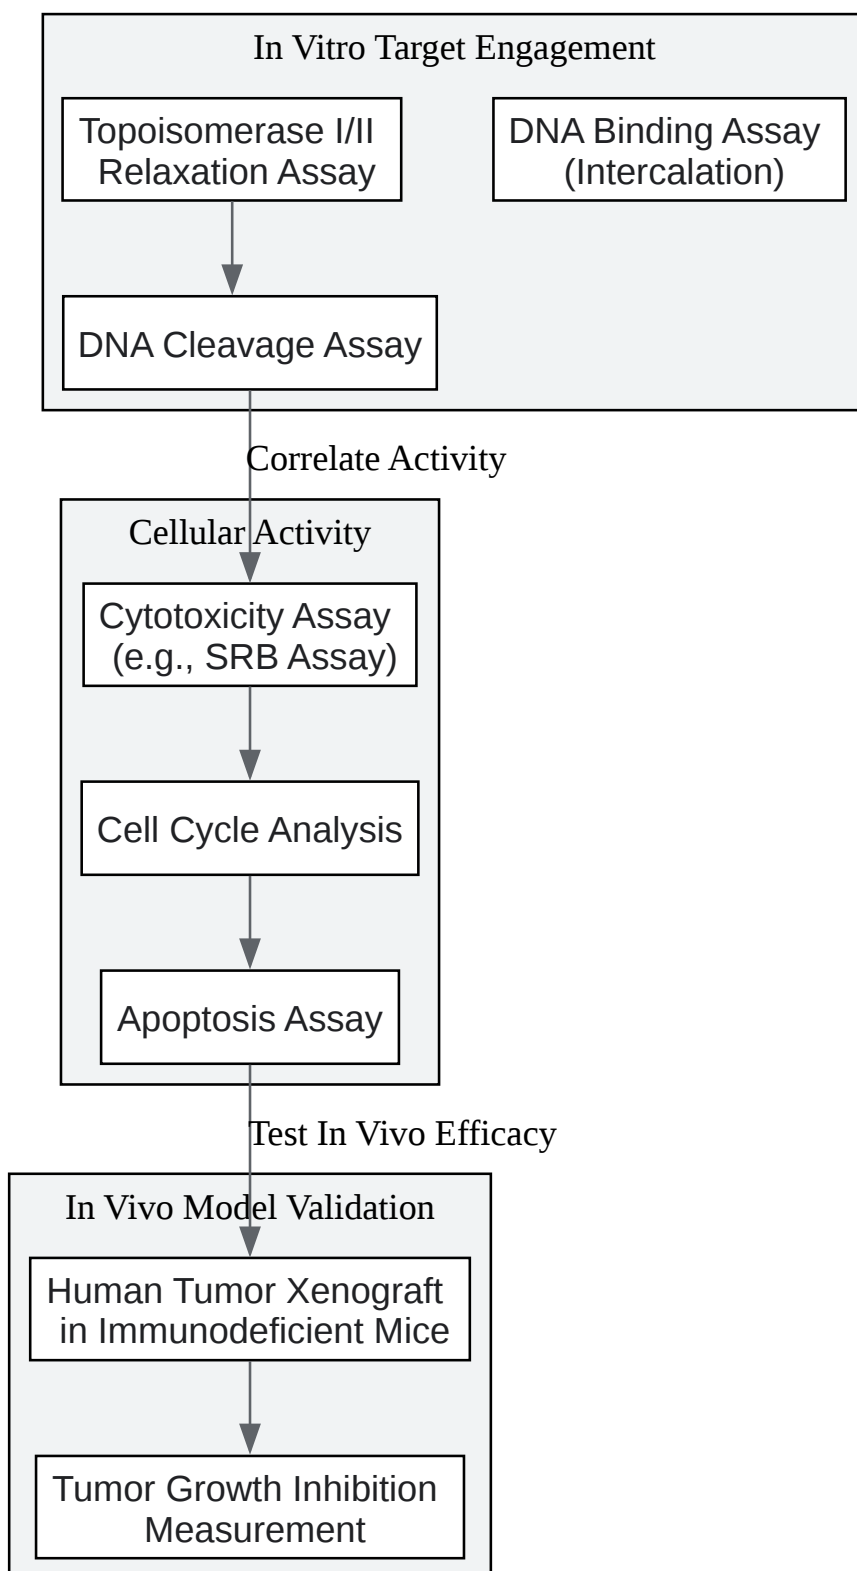 In Vitro Target Engagement
Topoisomerase I/II
Relaxation Assay
DNA Binding Assay
(Intercalation)
DNA Cleavage Assay
Correlate Activity
Cellular Activity
Cytotoxicity Assay
(e.g., SRB Assay)
Cell Cycle Analysis
Apoptosis Assay
Test In Vivo Efficacy
In Vivo Model Validation
Human Tumor Xenograft
in Immunodeficient Mice
Tumor Growth Inhibition
Measurement